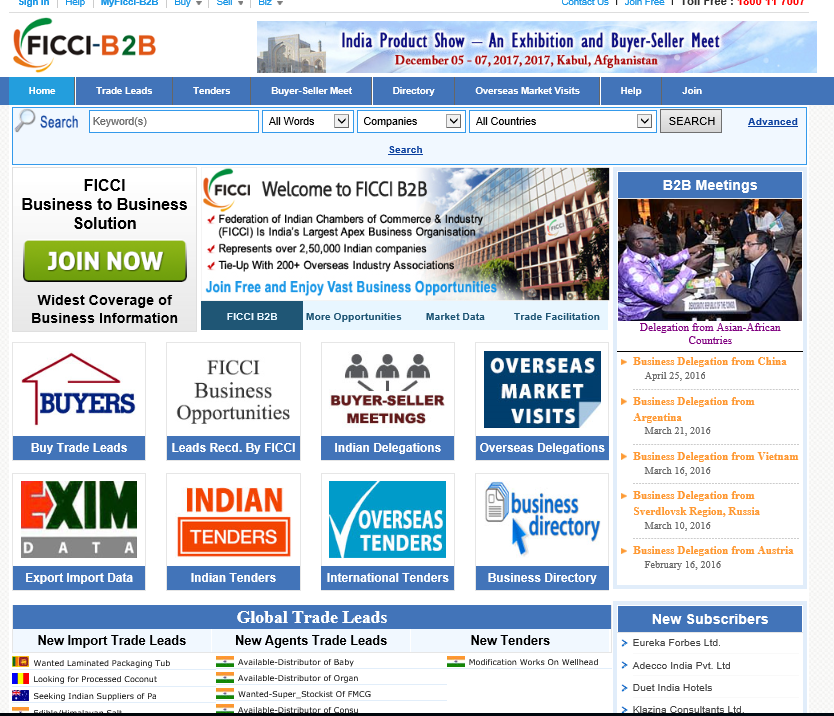 Sign In | Help | MyFicci-B2B | Buy | Sell | Biz Contact Us | Join Free | Toll Free : 1800 11 7007
FICCI-B2B
India Product Show – An Exhibition and Buyer-Seller Meet
December 05 - 07, 2017, 2017, Kabul, Afghanistan
Home Trade Leads Tenders Buyer-Seller Meet Directory Overseas Market Visits Help Join
Search Keyword(s) All Words Companies All Countries SEARCH Advanced
Search
FICCI
Business to Business
Solution
JOIN NOW
Widest Coverage of
Business Information
FICCI Welcome to FICCI B2B
Federation of Indian Chambers of Commerce & Industry
(FICCI) Is India's Largest Apex Business Organisation
Represents over 2,50,000 Indian companies
Tie-Up With 200+ Overseas Industry Associations
Join Free and Enjoy Vast Business Opportunities
FICCI
FICCI B2B More Opportunities Market Data Trade Facilitation
B2B Meetings
DEMOCRATIC REPUBLIC OF THE CONGO
Delegation from Asian-African
Countries
Business Delegation from China
April 25, 2016
Business Delegation from
Argentina
March 21, 2016
Business Delegation from Vietnam
March 16, 2016
Business Delegation from
Sverdlovsk Region, Russia
March 10, 2016
Business Delegation from Austria
February 16, 2016
BUYERS
Buy Trade Leads
FICCI
Business
Opportunities
Leads Recd. By FICCI
BUYER-SELLER
MEETINGS
Indian Delegations
OVERSEAS
MARKET
VISITS
Overseas Delegations
EXIM
DATA
Export Import Data
INDIAN
TENDERS
Indian Tenders
OVERSEAS
TENDERS
International Tenders
business
directory
Business Directory
Global Trade Leads
New Import Trade Leads New Agents Trade Leads New Tenders
Wanted Laminated Packaging Tub Available-Distributor of Baby Modification Works On Wellhead
Looking for Processed Coconut Available-Distributor of Organ
Seeking Indian Suppliers of Pa Wanted-Super_Stockist Of FMCG
Edible/Himalayan Salt Available-Distributor of Consu
New Subscribers
Eureka Forbes Ltd.
Adecco India Pvt. Ltd
Duet India Hotels
Klazina Consultants Ltd.